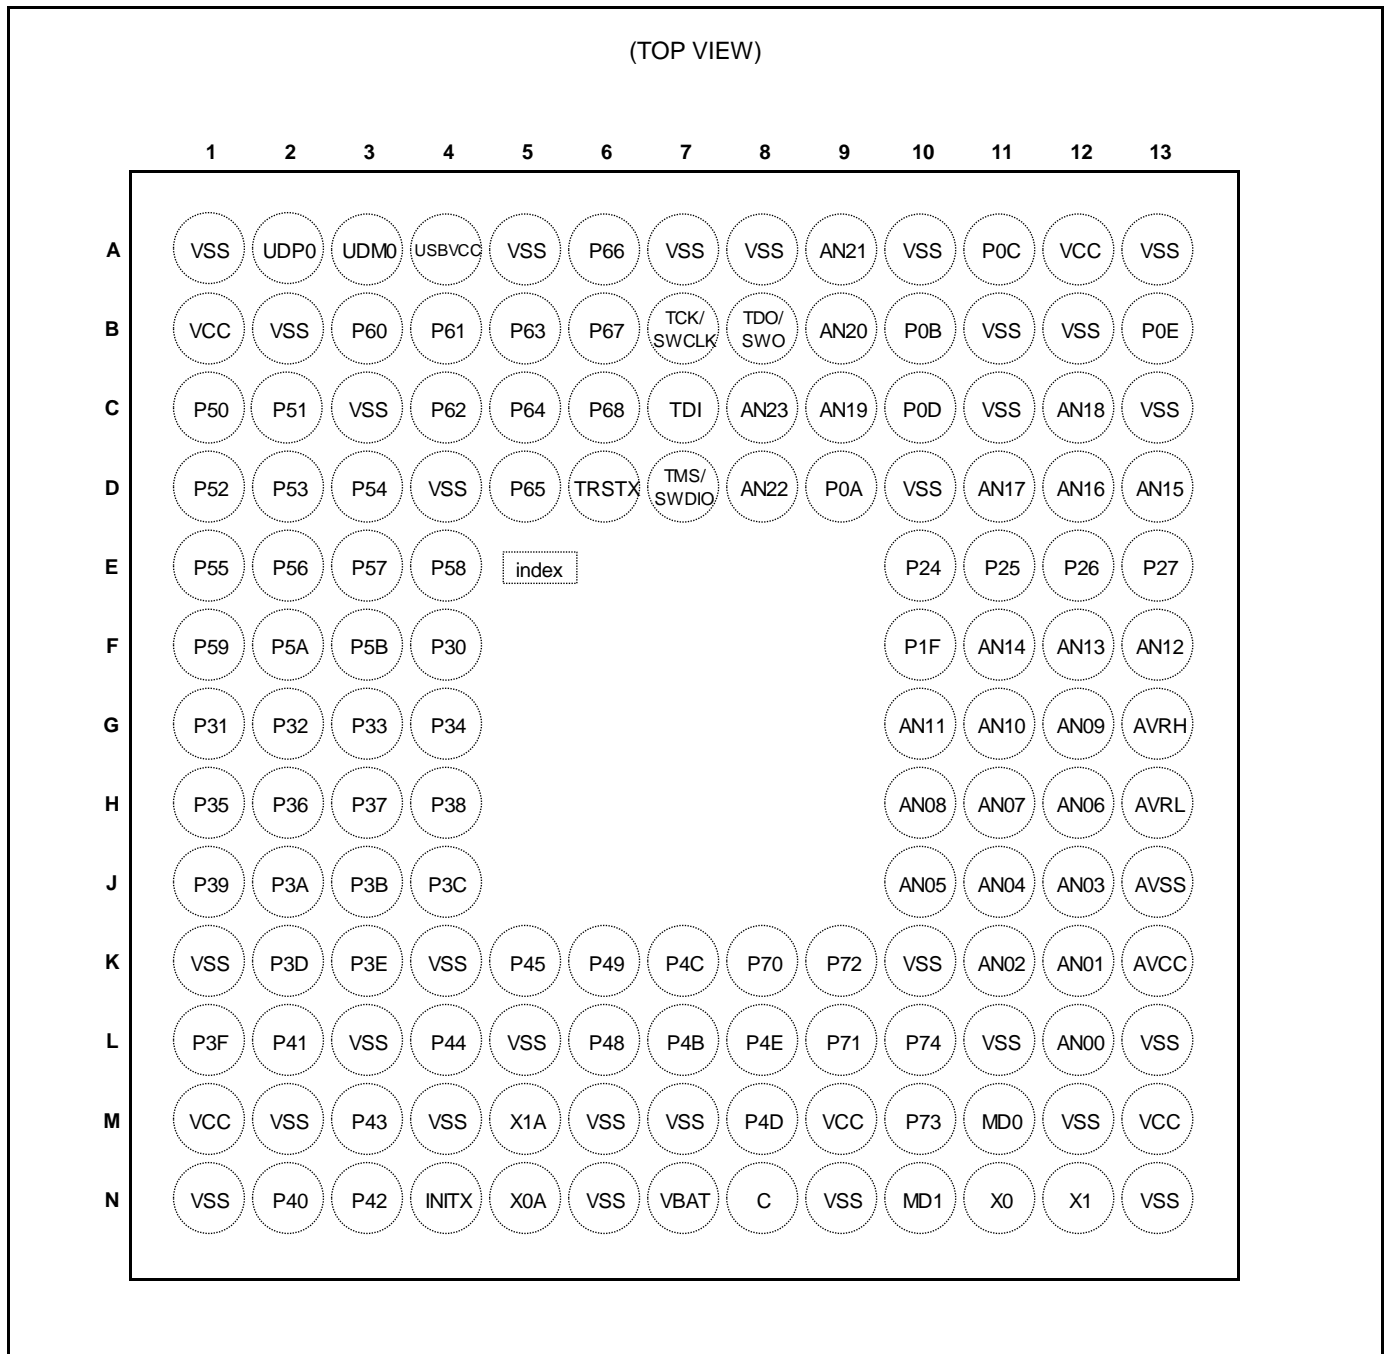 (TOP VIEW)
1 2 3 4 5 6 7 8 9 10 11 12 13
A VSS UDP0 UDM0 USBVCC VSS P66 VSS VSS AN21 VSS P0C VCC VSS
B VCC VSS P60 P61 P63 P67 TCK/ SWCLK TDO/ SWO AN20 P0B VSS VSS P0E
C P50 P51 VSS P62 P64 P68 TDI AN23 AN19 P0D VSS AN18 VSS
D P52 P53 P54 VSS P65 TRSTX TMS/ SWDIO AN22 P0A VSS AN17 AN16 AN15
E P55 P56 P57 P58 index P24 P25 P26 P27
F P59 P5A P5B P30 P1F AN14 AN13 AN12
G P31 P32 P33 P34 AN11 AN10 AN09 AVRH
H P35 P36 P37 P38 AN08 AN07 AN06 AVRL
J P39 P3A P3B P3C AN05 AN04 AN03 AVSS
K VSS P3D P3E VSS P45 P49 P4C P70 P72 VSS AN02 AN01 AVCC
L P3F P41 VSS P44 VSS P48 P4B P4E P71 P74 VSS AN00 VSS
M VCC VSS P43 VSS X1A VSS VSS P4D VCC P73 MD0 VSS VCC
N VSS P40 P42 INITX X0A VSS VBAT C VSS MD1 X0 X1 VSS